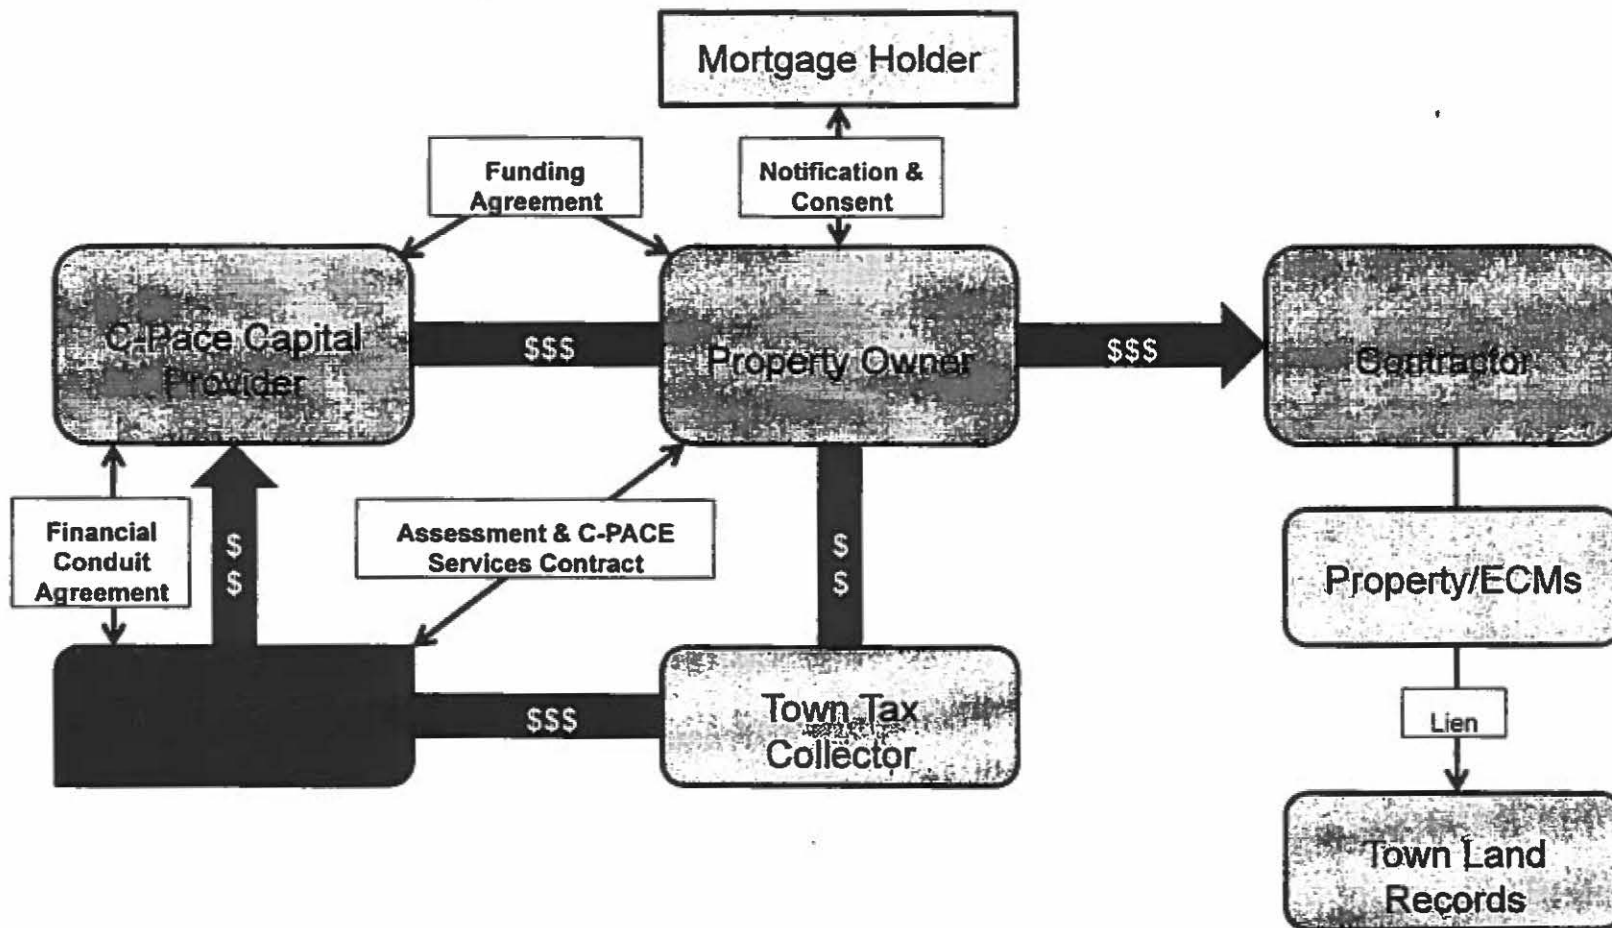 Mortgage Holder
Funding
Agreement
Notification &
Consent
C-Pace Capital
Provider
$$$
Property Owner
$$$
Contractor
Financial
Conduit
Agreement
$
$
Assessment & C-PACE
Services Contract
$
$
Property/ECMs
$$$
Town Tax
Collector
Lien
Town Land
Records